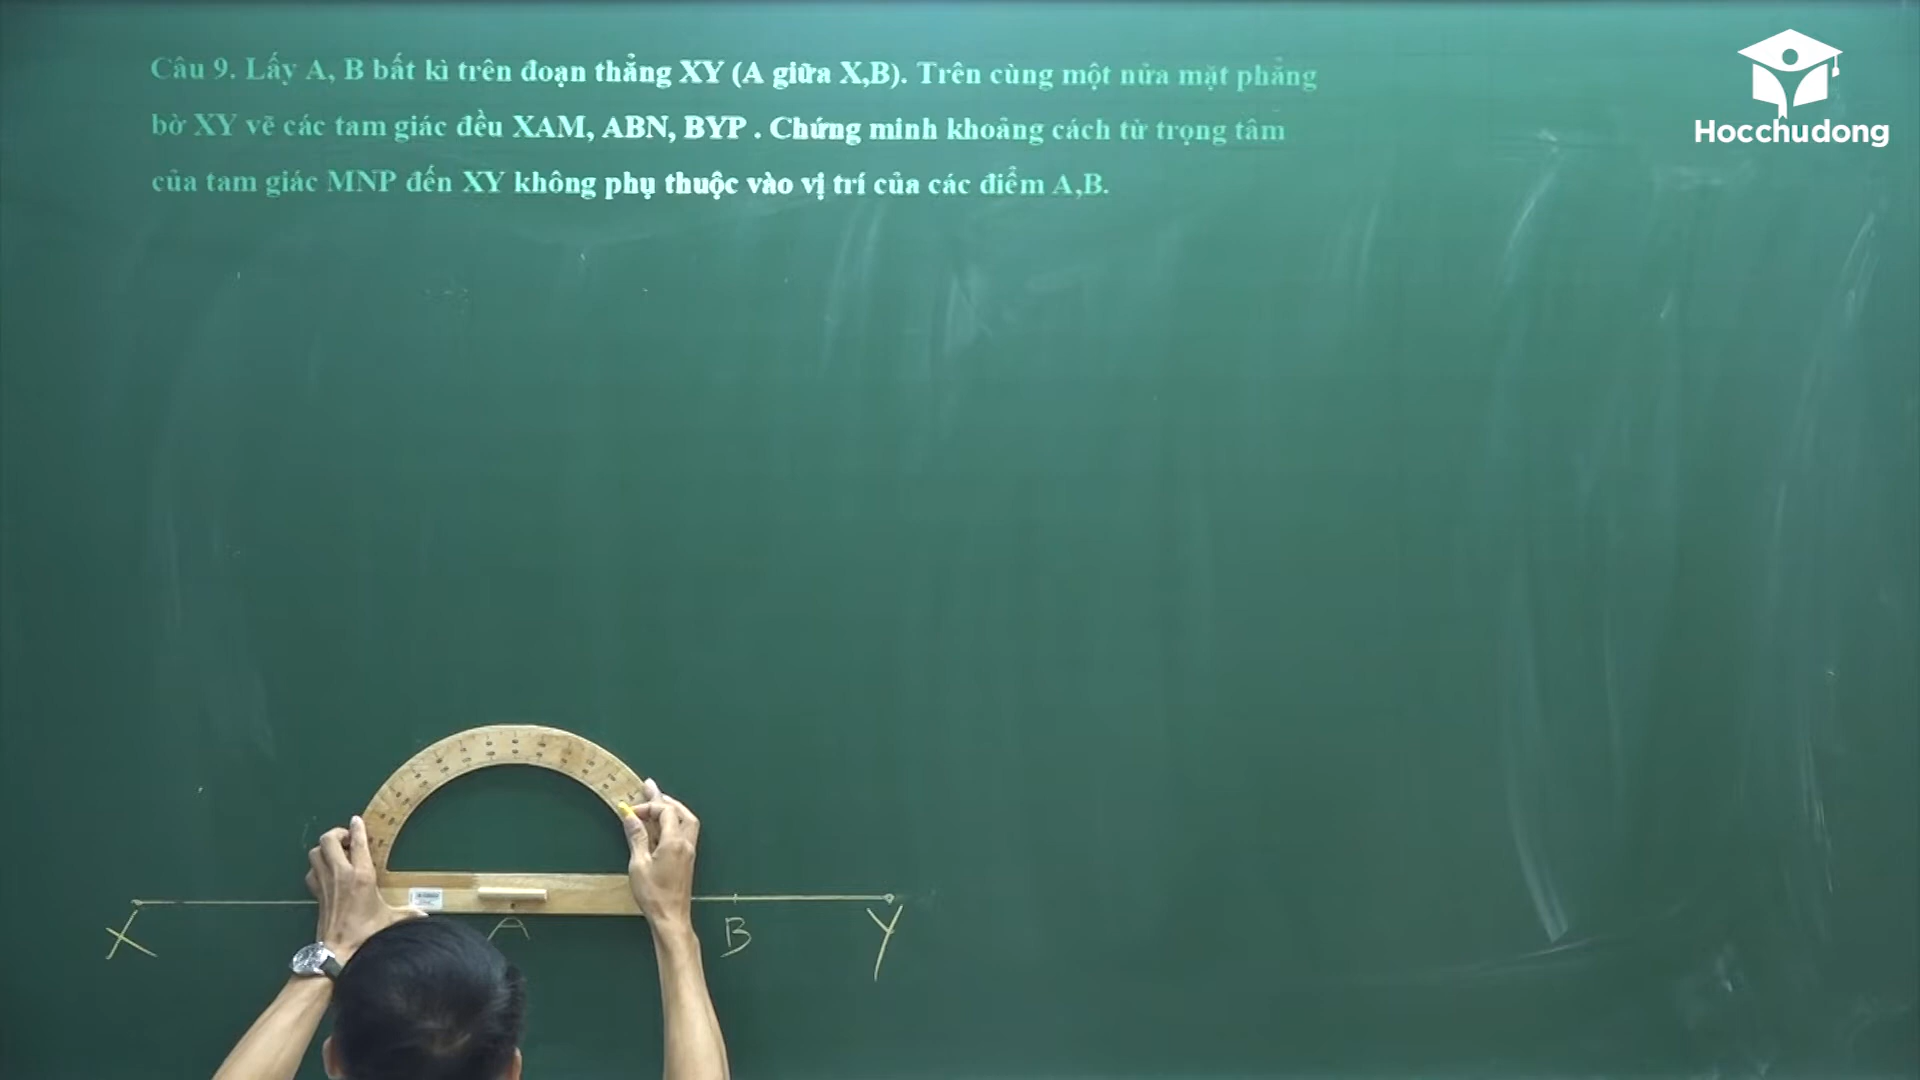 Câu 9. Lấy A, B bất kì trên đoạn thẳng XY (A giữa X,B). Trên cùng một nửa mặt phẳng
bờ XY vẽ các tam giác đều XAM, ABN, BYP . Chứng minh khoảng cách từ trọng tâm
của tam giác MNP đến XY không phụ thuộc vào vị trí của các điểm A,B.
Hocchudong
X A B Y